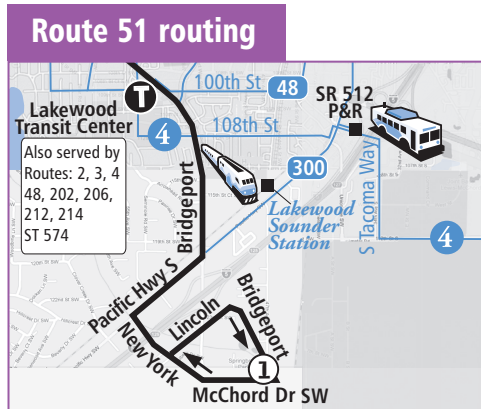 Route 51 routing
100th St
48
SR 512
P&R
T
Lakewood
Transit Center
4
108th St
Also served by
Routes: 2, 3, 4
48, 202, 206,
212, 214
ST 574
300
Bridgeport
Lakewood
Sounder
Station
S Tacoma Way
4
Pacific Hwy S
New York
Lincoln
Bridgeport
1
McChord Dr SW